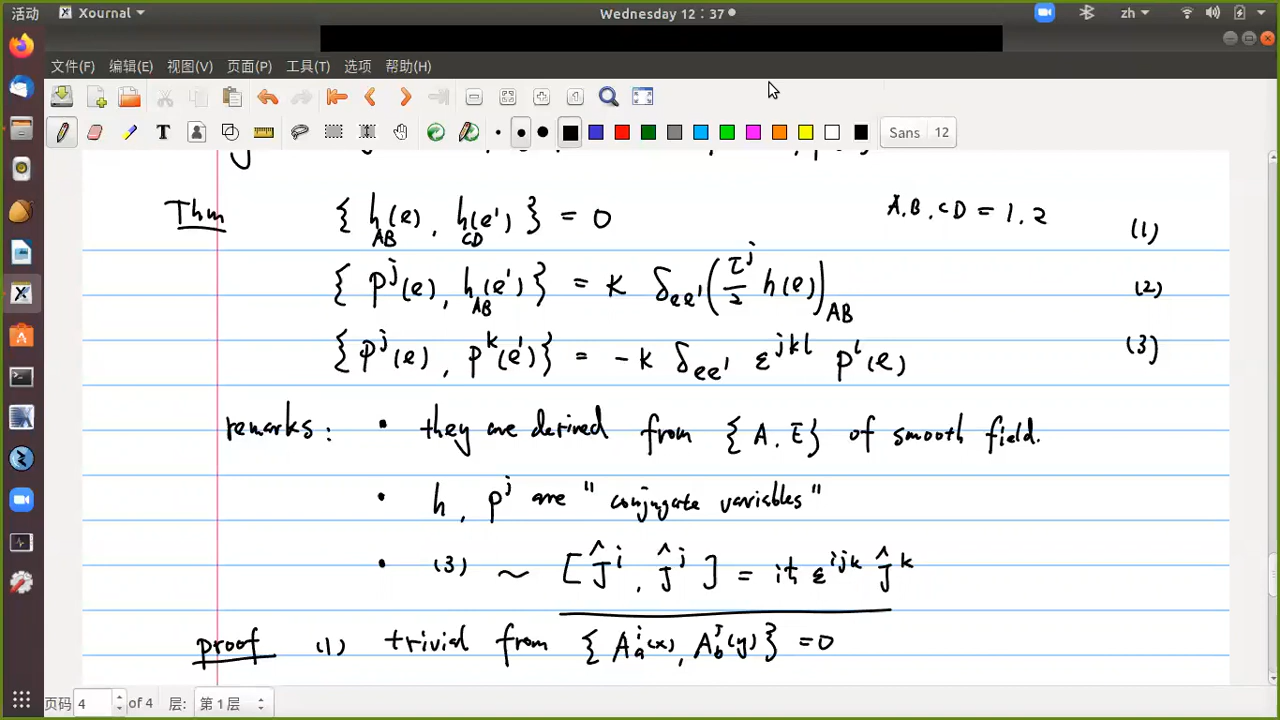 活动 Xournal Wednesday 12：37 zh
文件(F) 编辑(E) 视图(V) 页面(P) 工具(T) 选项 帮助(H)
Sans 12
Thm { h_AB(e), h_CD(e') } = 0 A.B.CD = 1.2 (1)
{ P^j(e), h_AB(e') } = κ δ_ee' ( τ^j/2 h(e) )_AB (2)
{ P^j(e), P^k(e') } = -κ δ_ee' ε^jkl P^l(e) (3)
remarks: • they are derived from { A, E } of smooth field.
• h, P^j are "conjugate variables"
• (3) ~ [ Ĵ^i, Ĵ^j ] = iħ ε^ijk Ĵ^k
proof (1) trivial from { A_a^i(x), A_b^j(y) } = 0
页码 4 of 4 层: 第 1 层